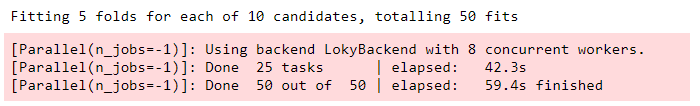 Fitting 5 folds for each of 10 candidates, totalling 50 fits
[Parallel(n_jobs=-1)]: Using backend LokyBackend with 8 concurrent workers.
[Parallel(n_jobs=-1)]: Done  25 tasks      | elapsed:   42.3s
[Parallel(n_jobs=-1)]: Done  50 out of  50 | elapsed:   59.4s finished